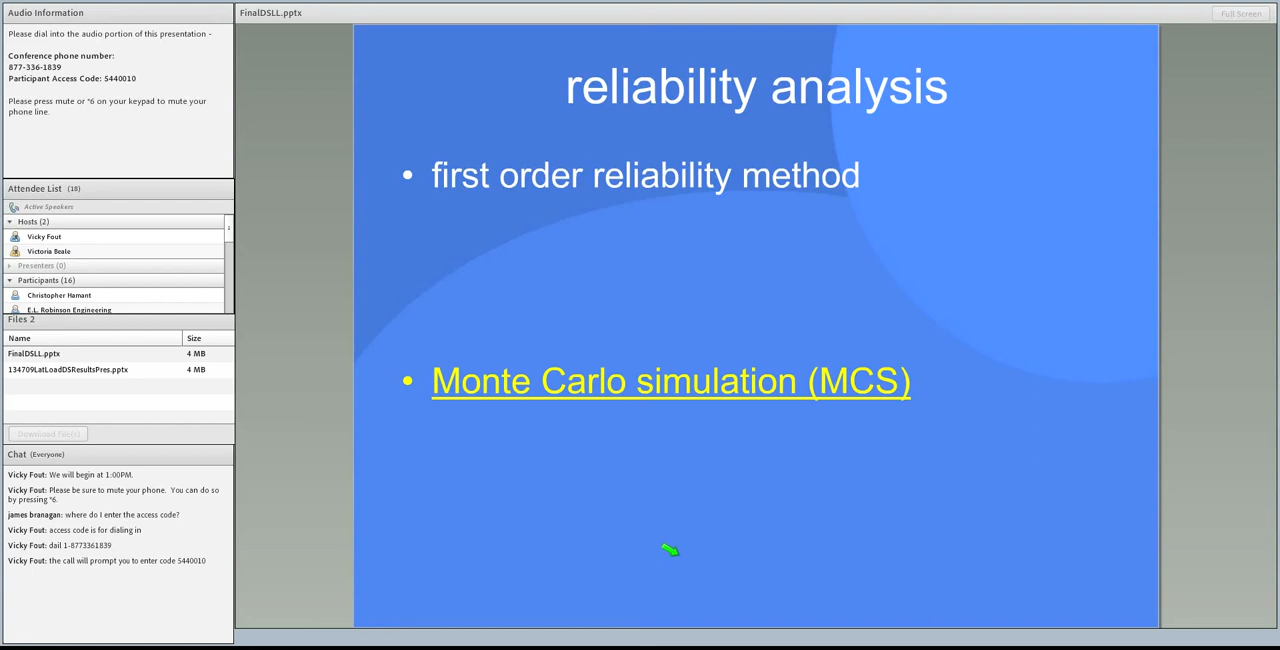 Audio Information
Please dial into the audio portion of this presentation -
Conference phone number:
877-336-1839
Participant Access Code: 5440010
Please press mute or *6 on your keypad to mute your
phone line.
Attendee List (18)
Active Speakers
Hosts (2)
Vicky Fout
Victoria Beale
Presenters (0)
Participants (16)
Christopher Hamant
E.L. Robinson Engineering
Files 2
Name Size
FinalDSLL.pptx 4 MB
134709LatLoadDSResultsPres.pptx 4 MB
Download File(s)
Chat (Everyone)
Vicky Fout: We will begin at 1:00PM.
Vicky Fout: Please be sure to mute your phone. You can do so
by pressing *6.
james branagan: where do I enter the access code?
Vicky Fout: access code is for dialing in
Vicky Fout: dail 1-8773361839
Vicky Fout: the call will prompt you to enter code 5440010
FinalDSLL.pptx
Full Screen
reliability analysis
• first order reliability method
• Monte Carlo simulation (MCS)